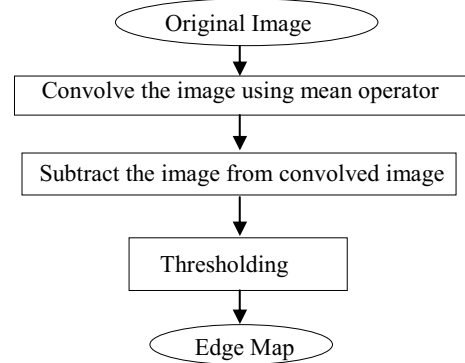 Original Image
Convolve the image using mean operator
Subtract the image from convolved image
Thresholding
Edge Map